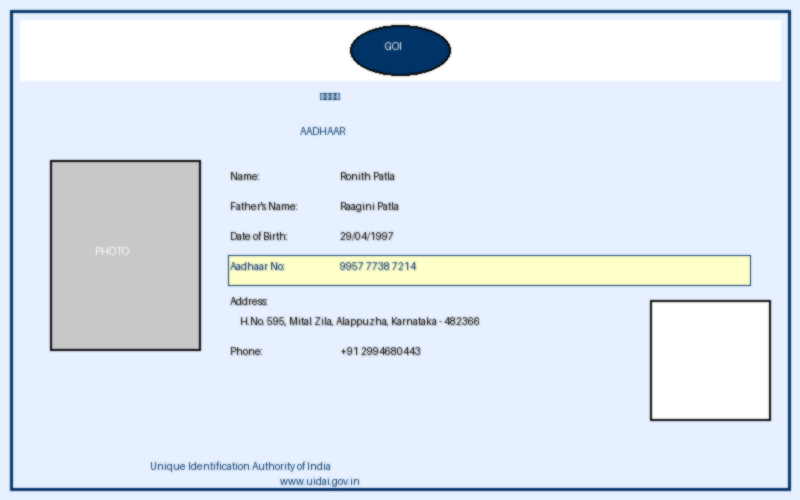 GOI
AADHAAR
PHOTO
Name: Ronith Patla
Father's Name: Raagini Patla
Date of Birth: 29/04/1997
Aadhaar No: 9957 7738 7214
Address:
H.No. 595, Mital Zila, Alappuzha, Karnataka - 482366
Phone: +91 2994680443
Unique Identification Authority of India
www.uidai.gov.in